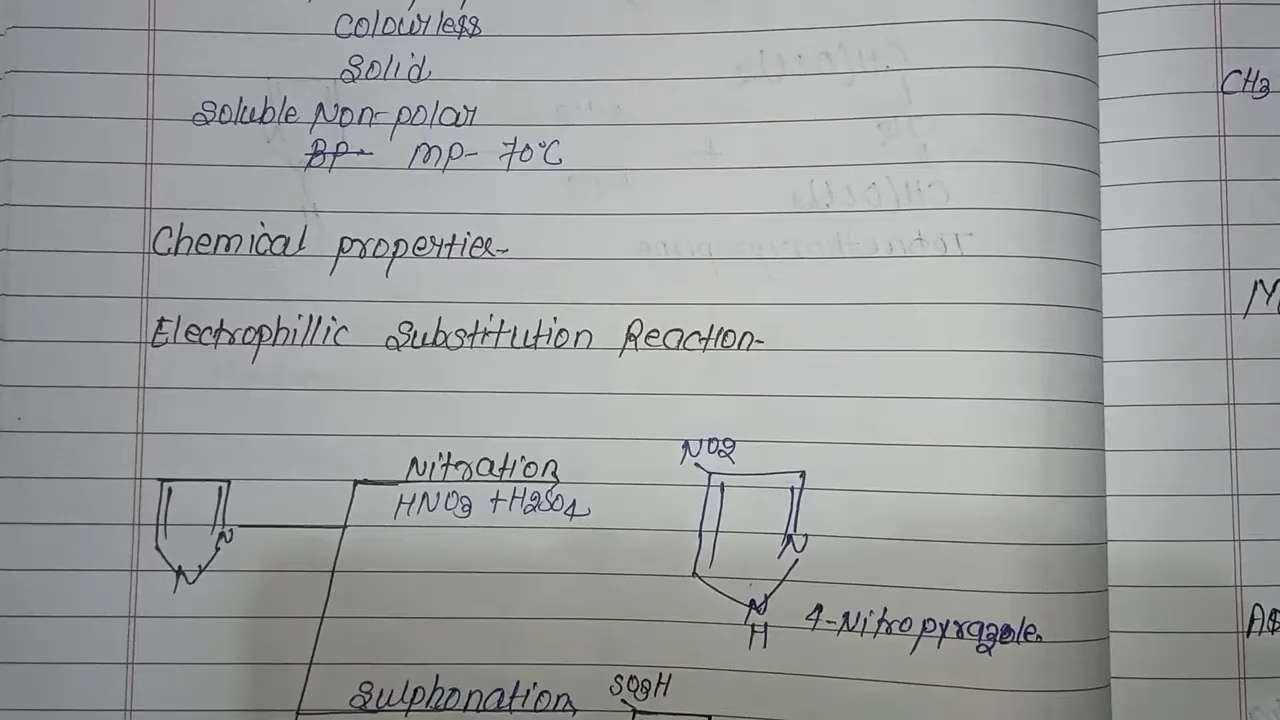 Colourless
Solid
Soluble Non-polar
BP- MP- 70°C
Chemical properties-
Electrophillic Substitution Reaction-
Nitration
HNO3 + H2SO4
N
N
NO2
N
N
H
4-Nitropyrazole.
Sulphonation
SO3H
CH3